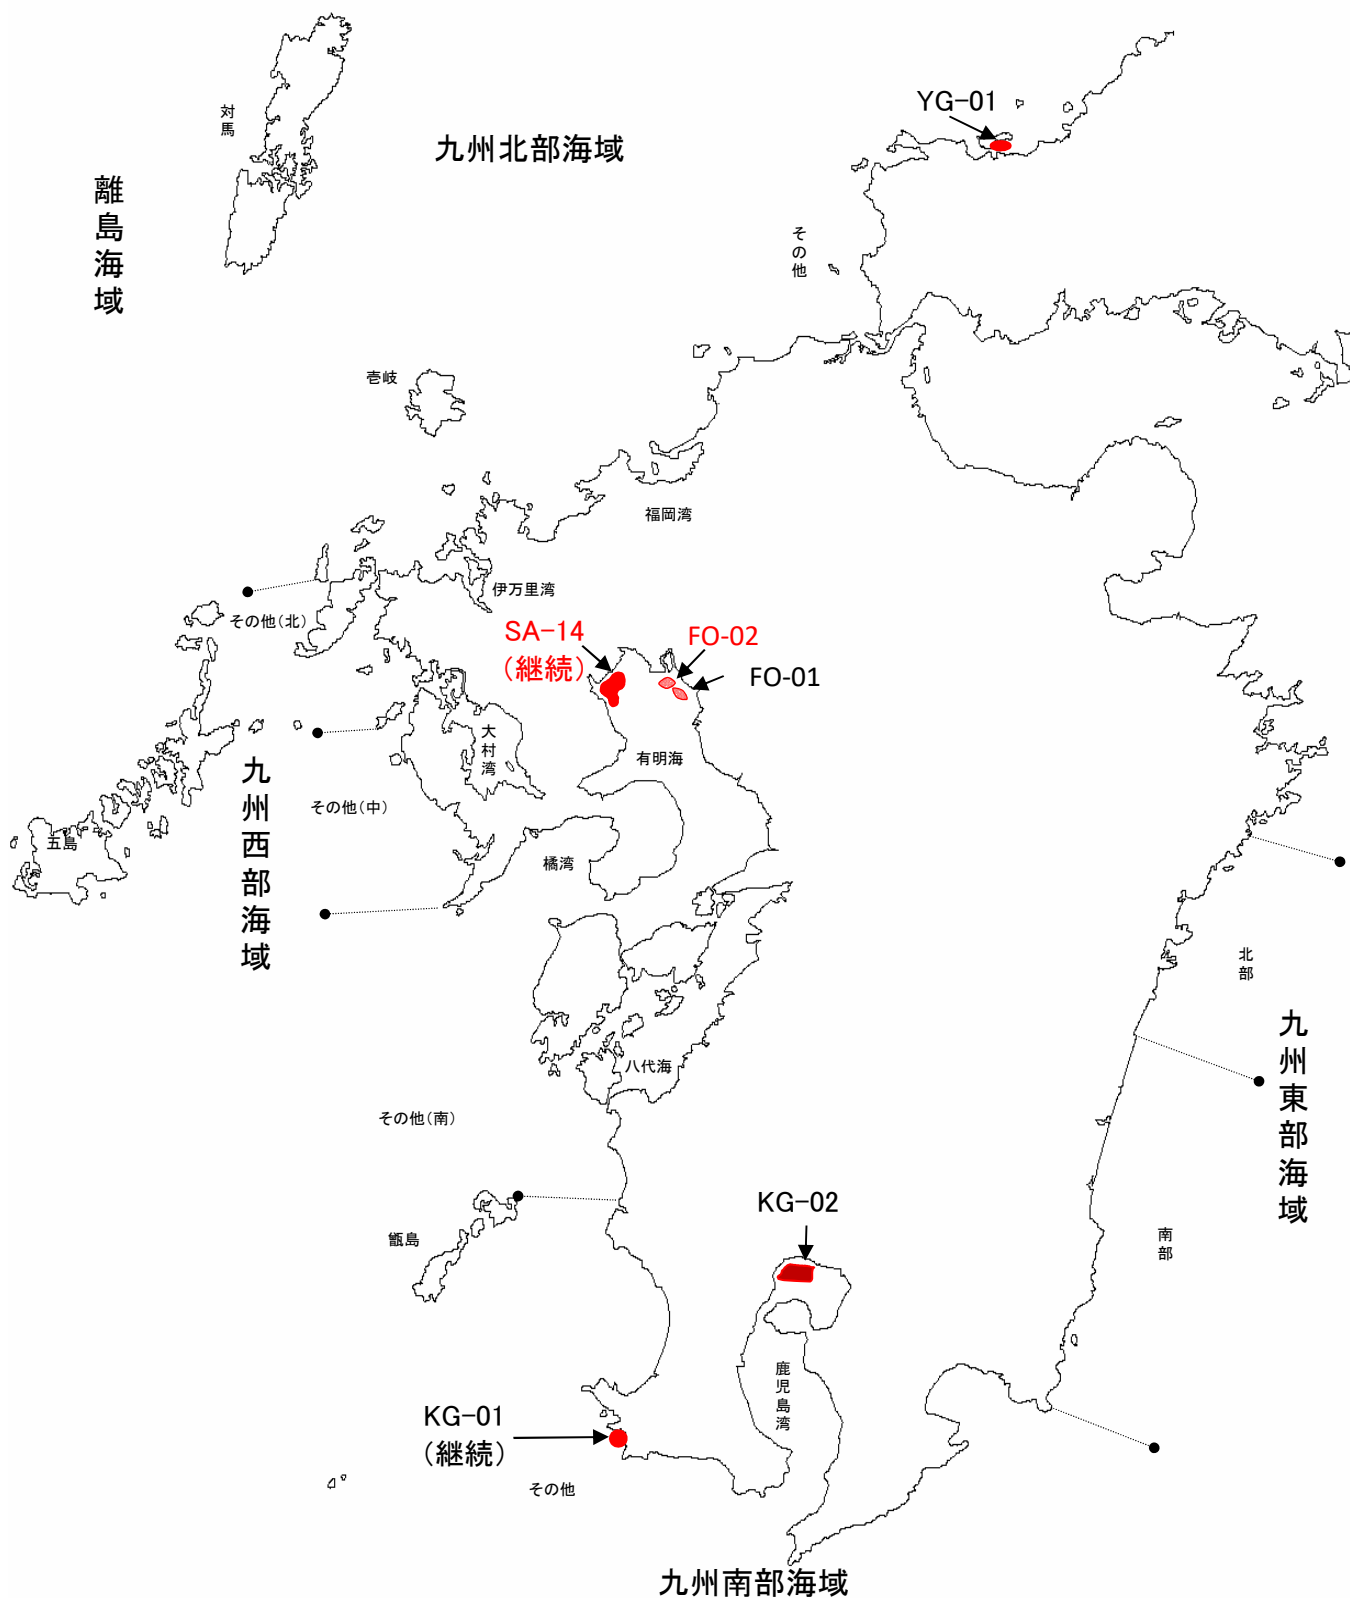 YG-01
対馬
九州北部海域
離島海域
その他
壱岐
福岡湾
伊万里湾
その他(北)
SA-14
(継続)
FO-02
FO-01
大村湾
有明海
九州西部海域
その他(中)
五島
橘湾
北部
九州東部海域
八代海
その他(南)
KG-02
甑島
南部
鹿児島湾
KG-01
(継続)
その他
九州南部海域